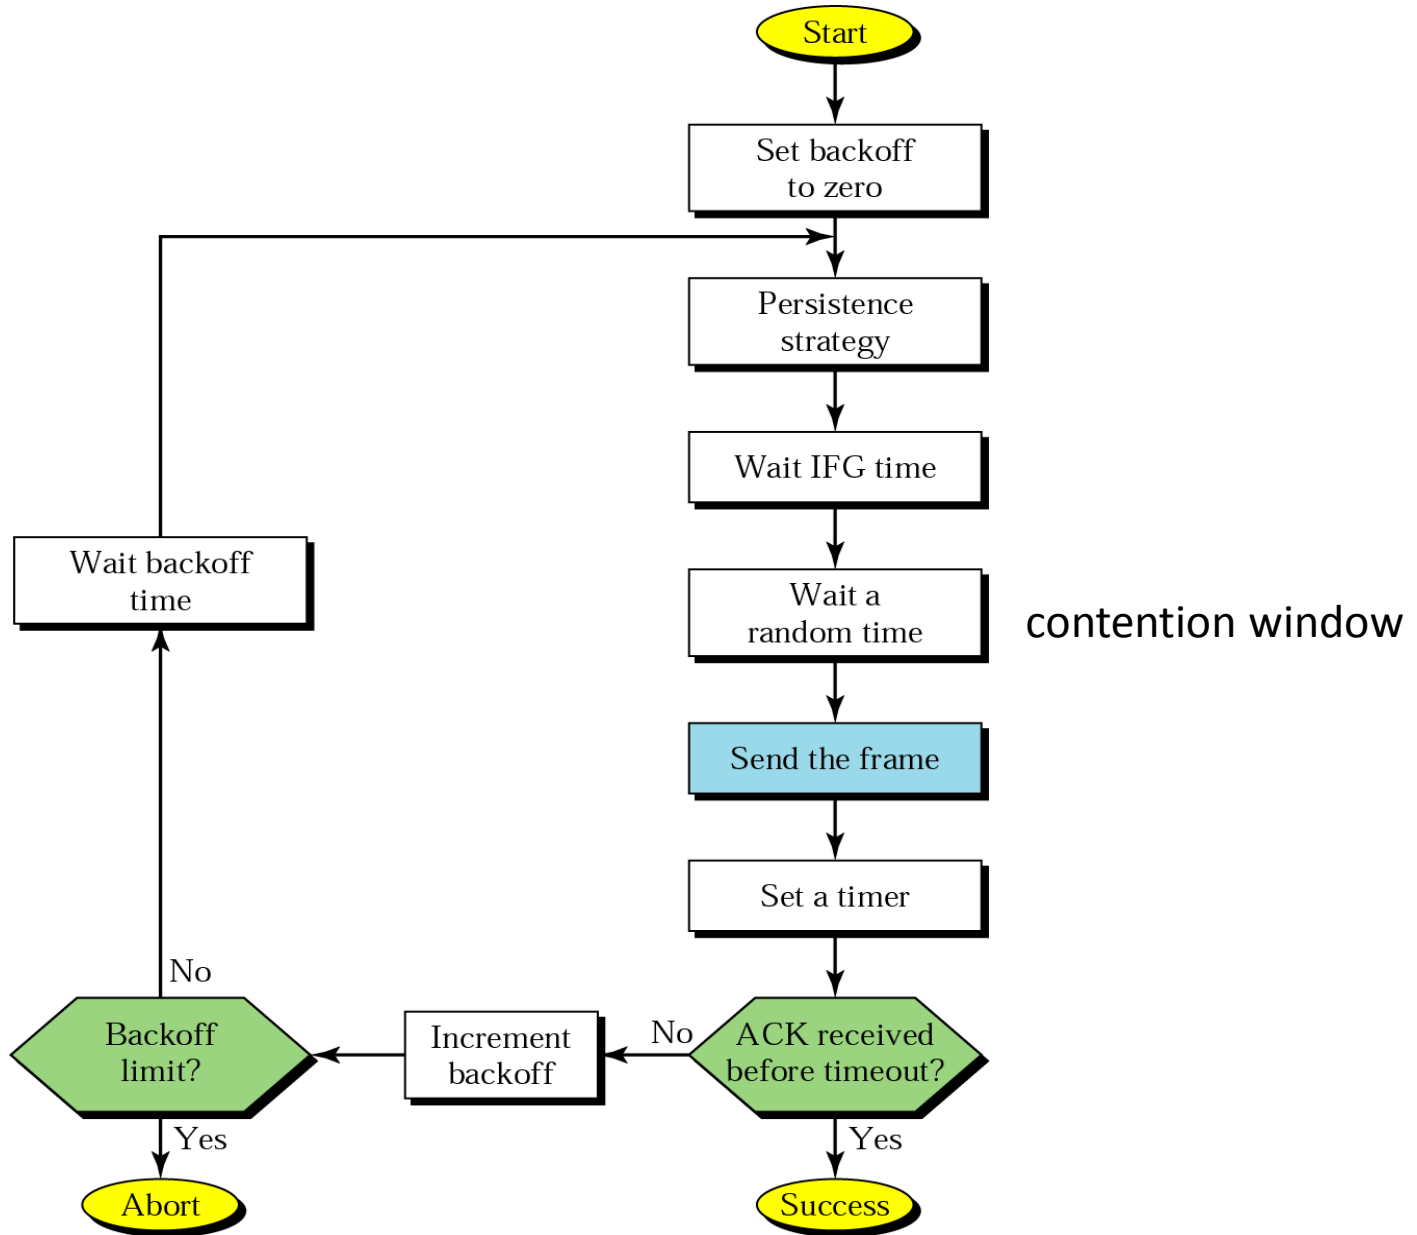 Start
Set backoff
to zero
Persistence
strategy
Wait IFG time
Wait backoff
time
Wait a
random time
contention window
Send the frame
Set a timer
No
Backoff
limit?
Increment
backoff
No
ACK received
before timeout?
Yes
Yes
Abort
Success